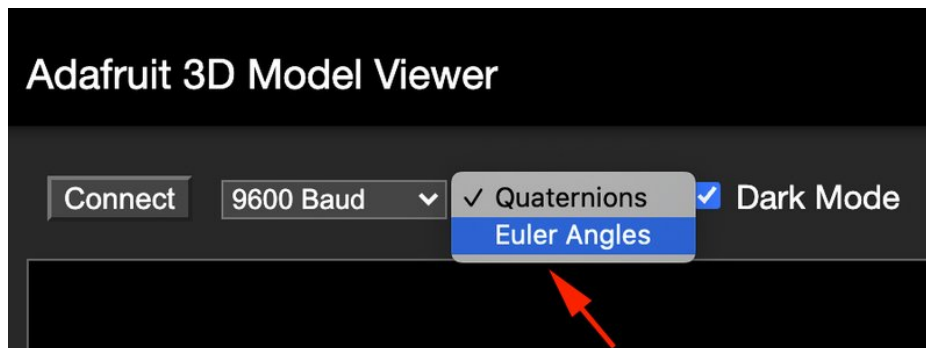 Adafruit 3D Model Viewer
Connect 9600 Baud ✓ Quaternions Dark Mode
Euler Angles